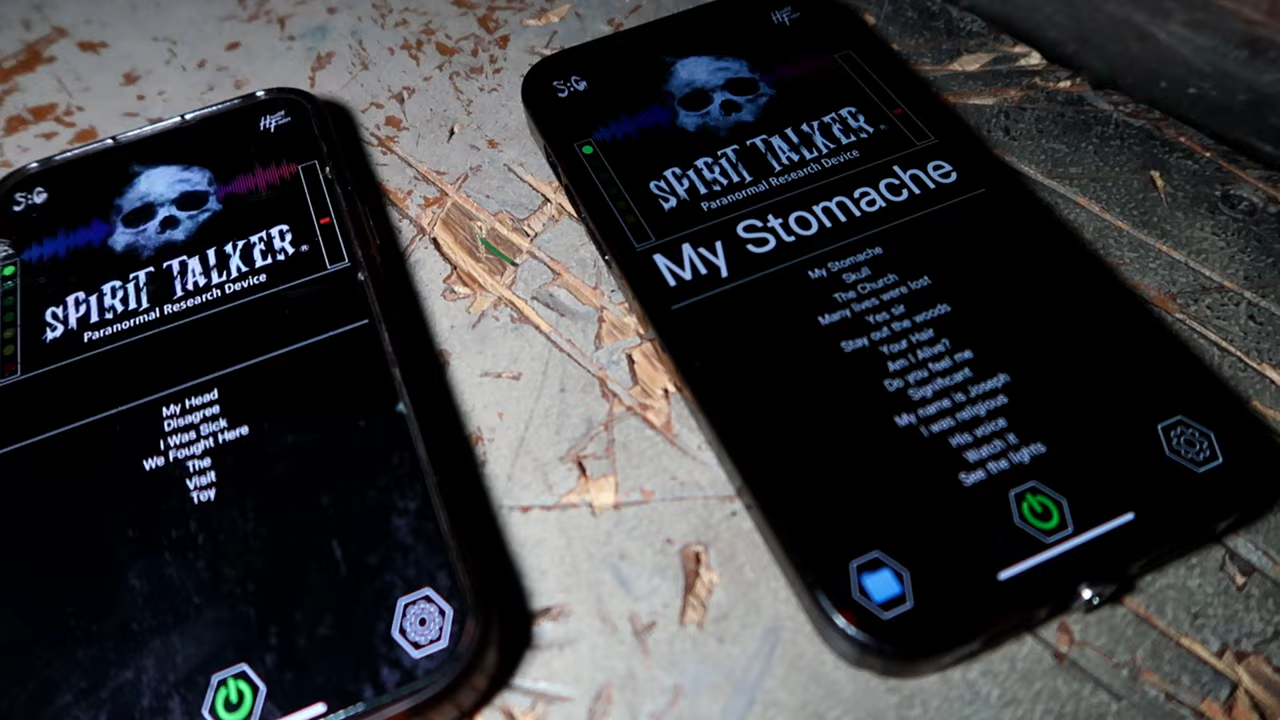 S:G
SPIRIT TALKER
Paranormal Research Device
My Head
Disagree
I Was Sick
We Fought Here
The
Visit
Toy
S:G
SPIRIT TALKER
Paranormal Research Device
My Stomache
My Stomache
Skull
The Church
Many lives were lost
Yes sir
Stay out the woods
Your Hair
Am I Alive?
Do you feel me
Significant
My name is Joseph
I was religious
His voice
Watch it
See the lights